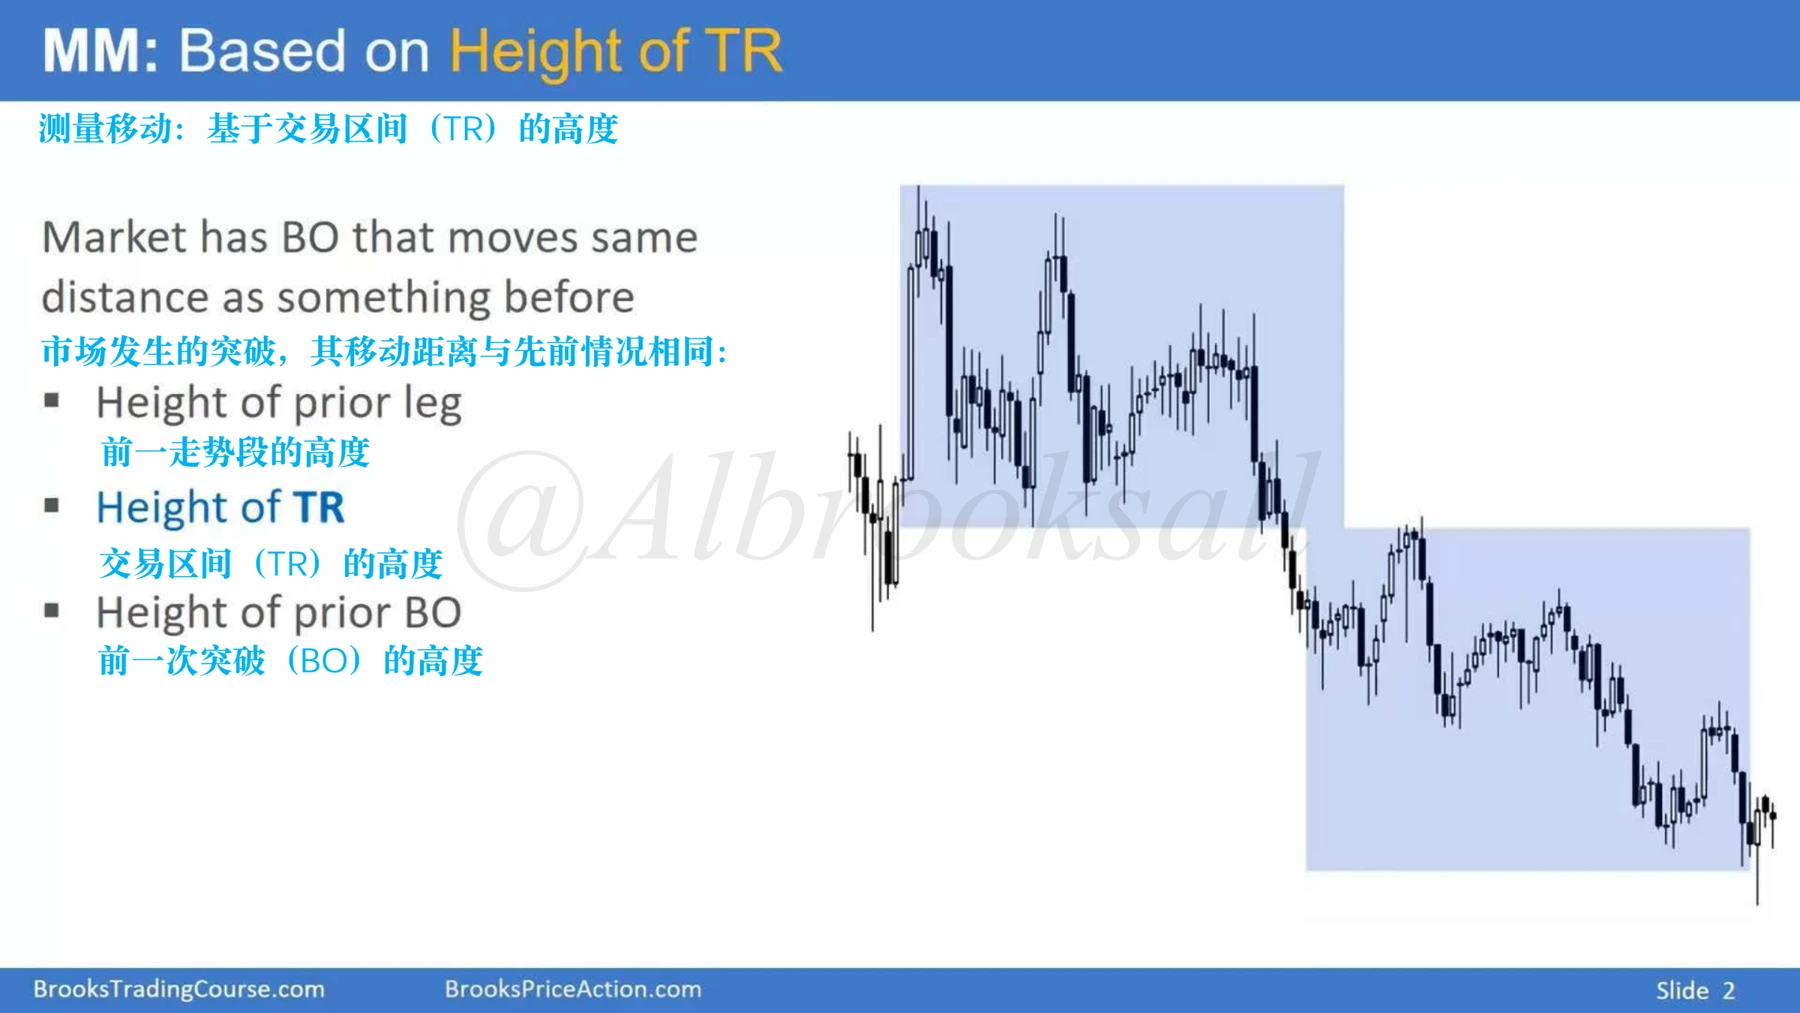 MM: Based on Height of TR
测量移动：基于交易区间（TR）的高度
Market has BO that moves same
distance as something before
市场发生的突破，其移动距离与先前情况相同：
▪ Height of prior leg
前一走势段的高度
▪ Height of TR
交易区间（TR）的高度
▪ Height of prior BO
前一次突破（BO）的高度
@Albrooksall
BrooksTradingCourse.com
BrooksPriceAction.com
Slide 2